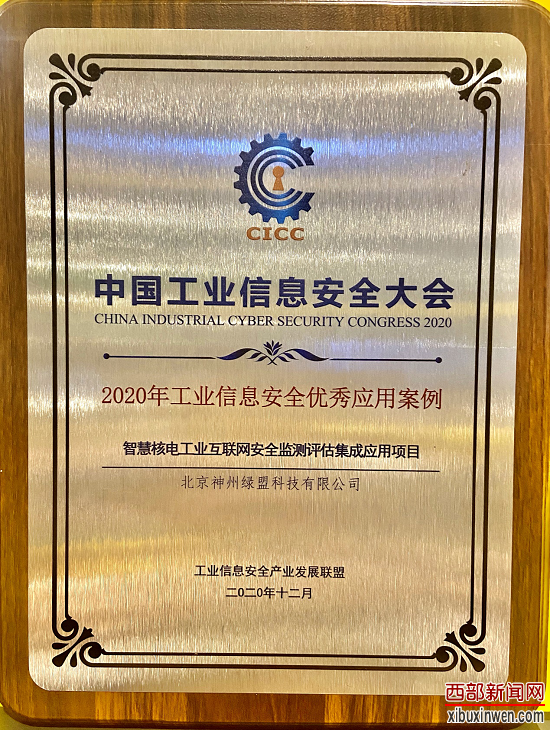 CICC
中国工业信息安全大会
CHINA INDUSTRIAL CYBER SECURITY CONGRESS 2020
2020年工业信息安全优秀应用案例
智慧核电工业互联网安全监测评估集成应用项目
北京神州绿盟科技有限公司
工业信息安全产业发展联盟
二〇二〇年十二月
西部新闻网
xibuxinwen.com